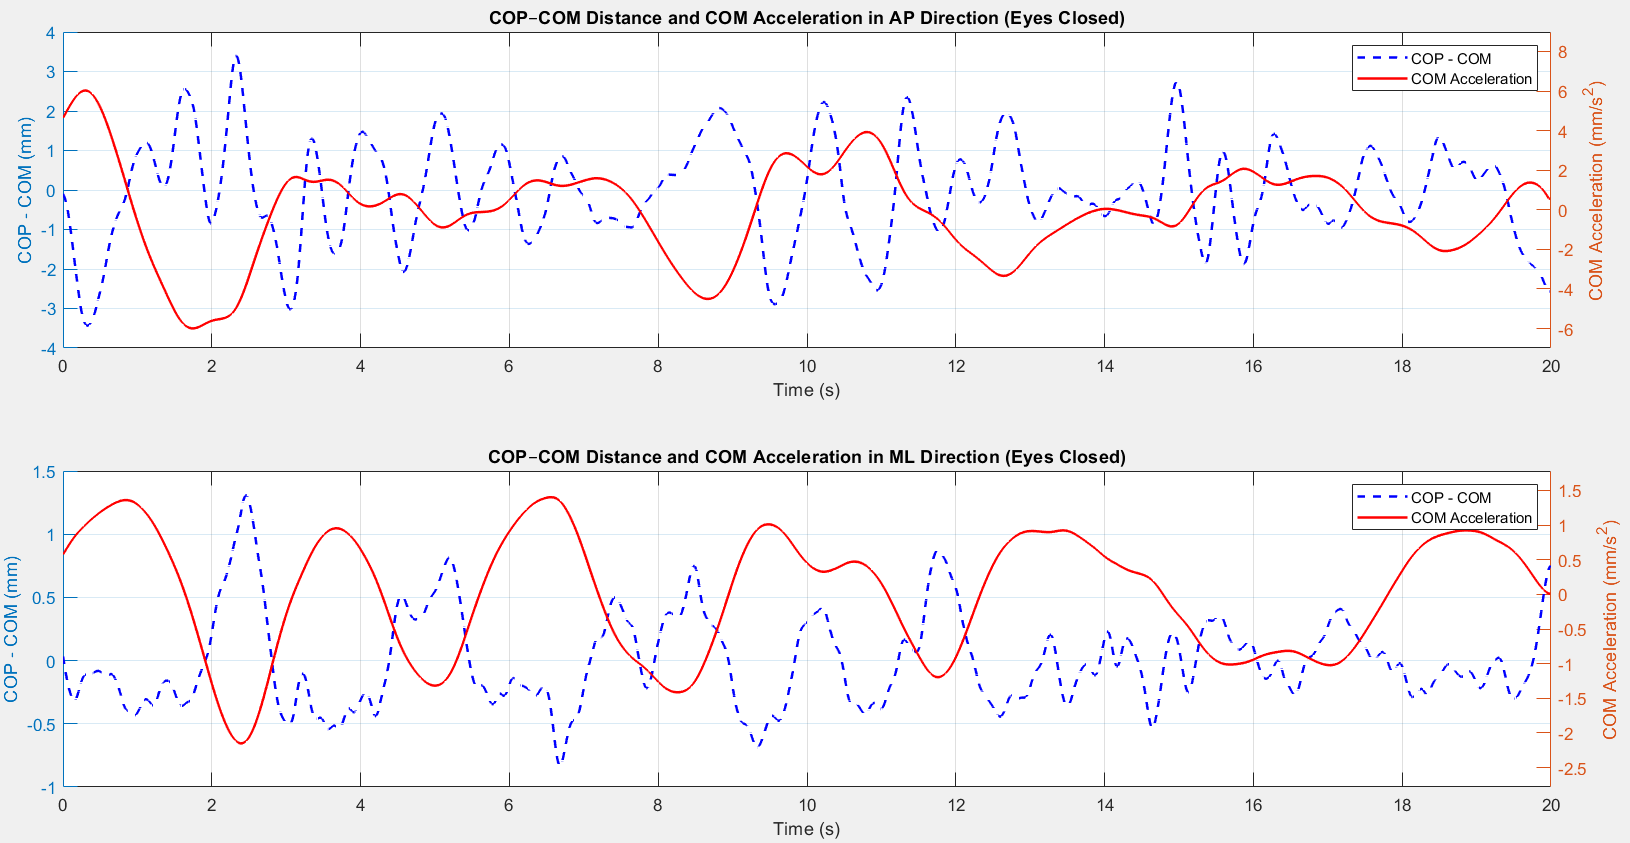 COP−COM Distance and COM Acceleration in AP Direction (Eyes Closed)
COP - COM (mm)
4
3
2
1
0
-1
-2
-3
-4
COP - COM
COM Acceleration
8
6
4
2
0
-2
-4
-6
COM Acceleration (mm/s²)
0 2 4 6 8 10 12 14 16 18 20
Time (s)
COP−COM Distance and COM Acceleration in ML Direction (Eyes Closed)
COP - COM (mm)
1.5
1
0.5
0
-0.5
-1
COP - COM
COM Acceleration
1.5
1
0.5
0
-0.5
-1
-1.5
-2
-2.5
COM Acceleration (mm/s²)
0 2 4 6 8 10 12 14 16 18 20
Time (s)